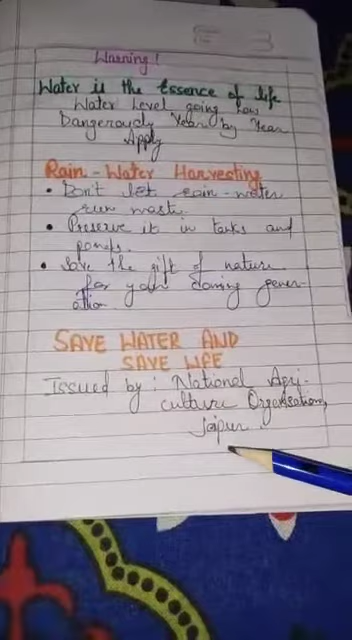 Warning!
Water is the Essence of life
Water Level going Low
Dangerously Year by Year
Apply
Rain - Water Harvesting
• Don't let rain - water
run waste.
• Preserve it in tanks and
ponds.
• Save the gift of nature
for your coming gener-
ation
SAVE WATER AND
SAVE LIFE
Issued by: National Agri-
culture Organisation,
Jaipur